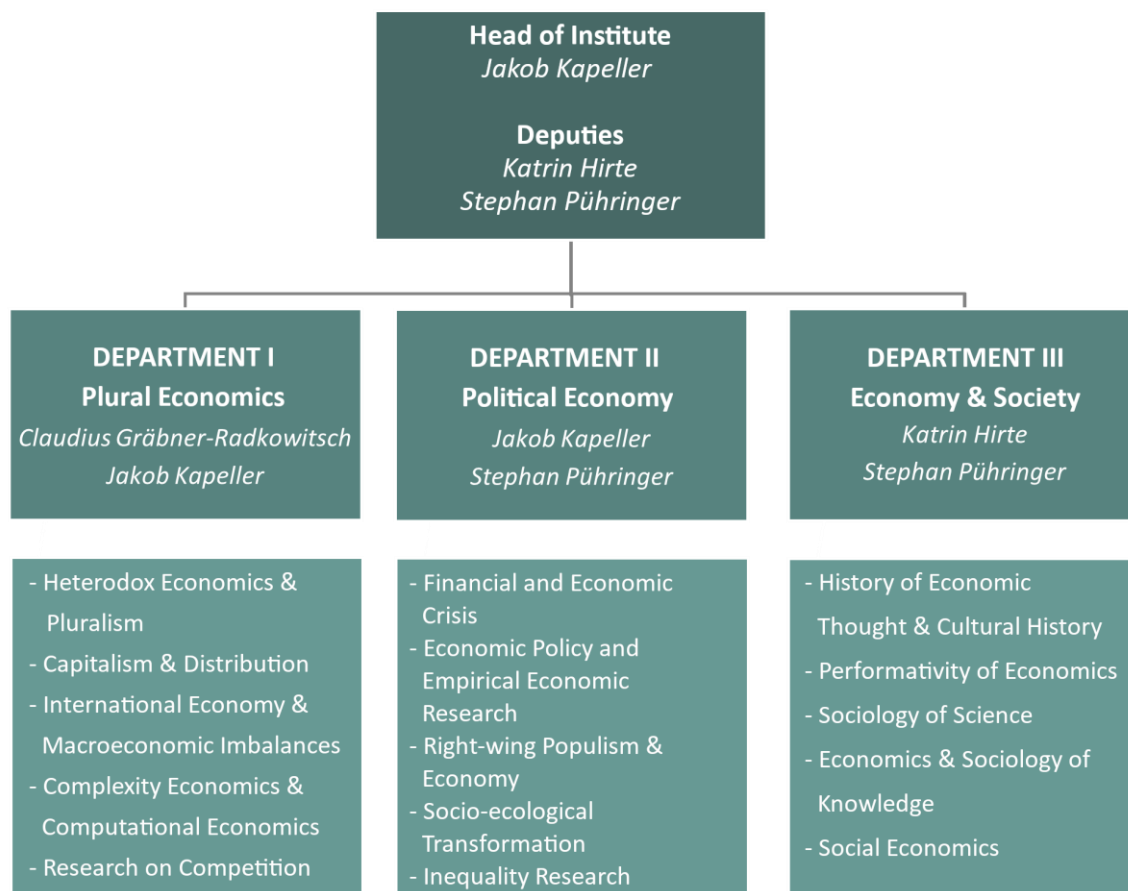 Head of Institute
Jakob Kapeller
Deputies
Katrin Hirte
Stephan Pühringer
DEPARTMENT I
Plural Economics
Claudius Gräbner-Radkowitsch
Jakob Kapeller
DEPARTMENT II
Political Economy
Jakob Kapeller
Stephan Pühringer
DEPARTMENT III
Economy & Society
Katrin Hirte
Stephan Pühringer
- Heterodox Economics &
Pluralism
- Capitalism & Distribution
- International Economy &
Macroeconomic Imbalances
- Complexity Economics &
Computational Economics
- Research on Competition
- Financial and Economic
Crisis
- Economic Policy and
Empirical Economic
Research
- Right-wing Populism &
Economy
- Socio-ecological
Transformation
- Inequality Research
- History of Economic
Thought & Cultural History
- Performativity of Economics
- Sociology of Science
- Economics & Sociology of
Knowledge
- Social Economics